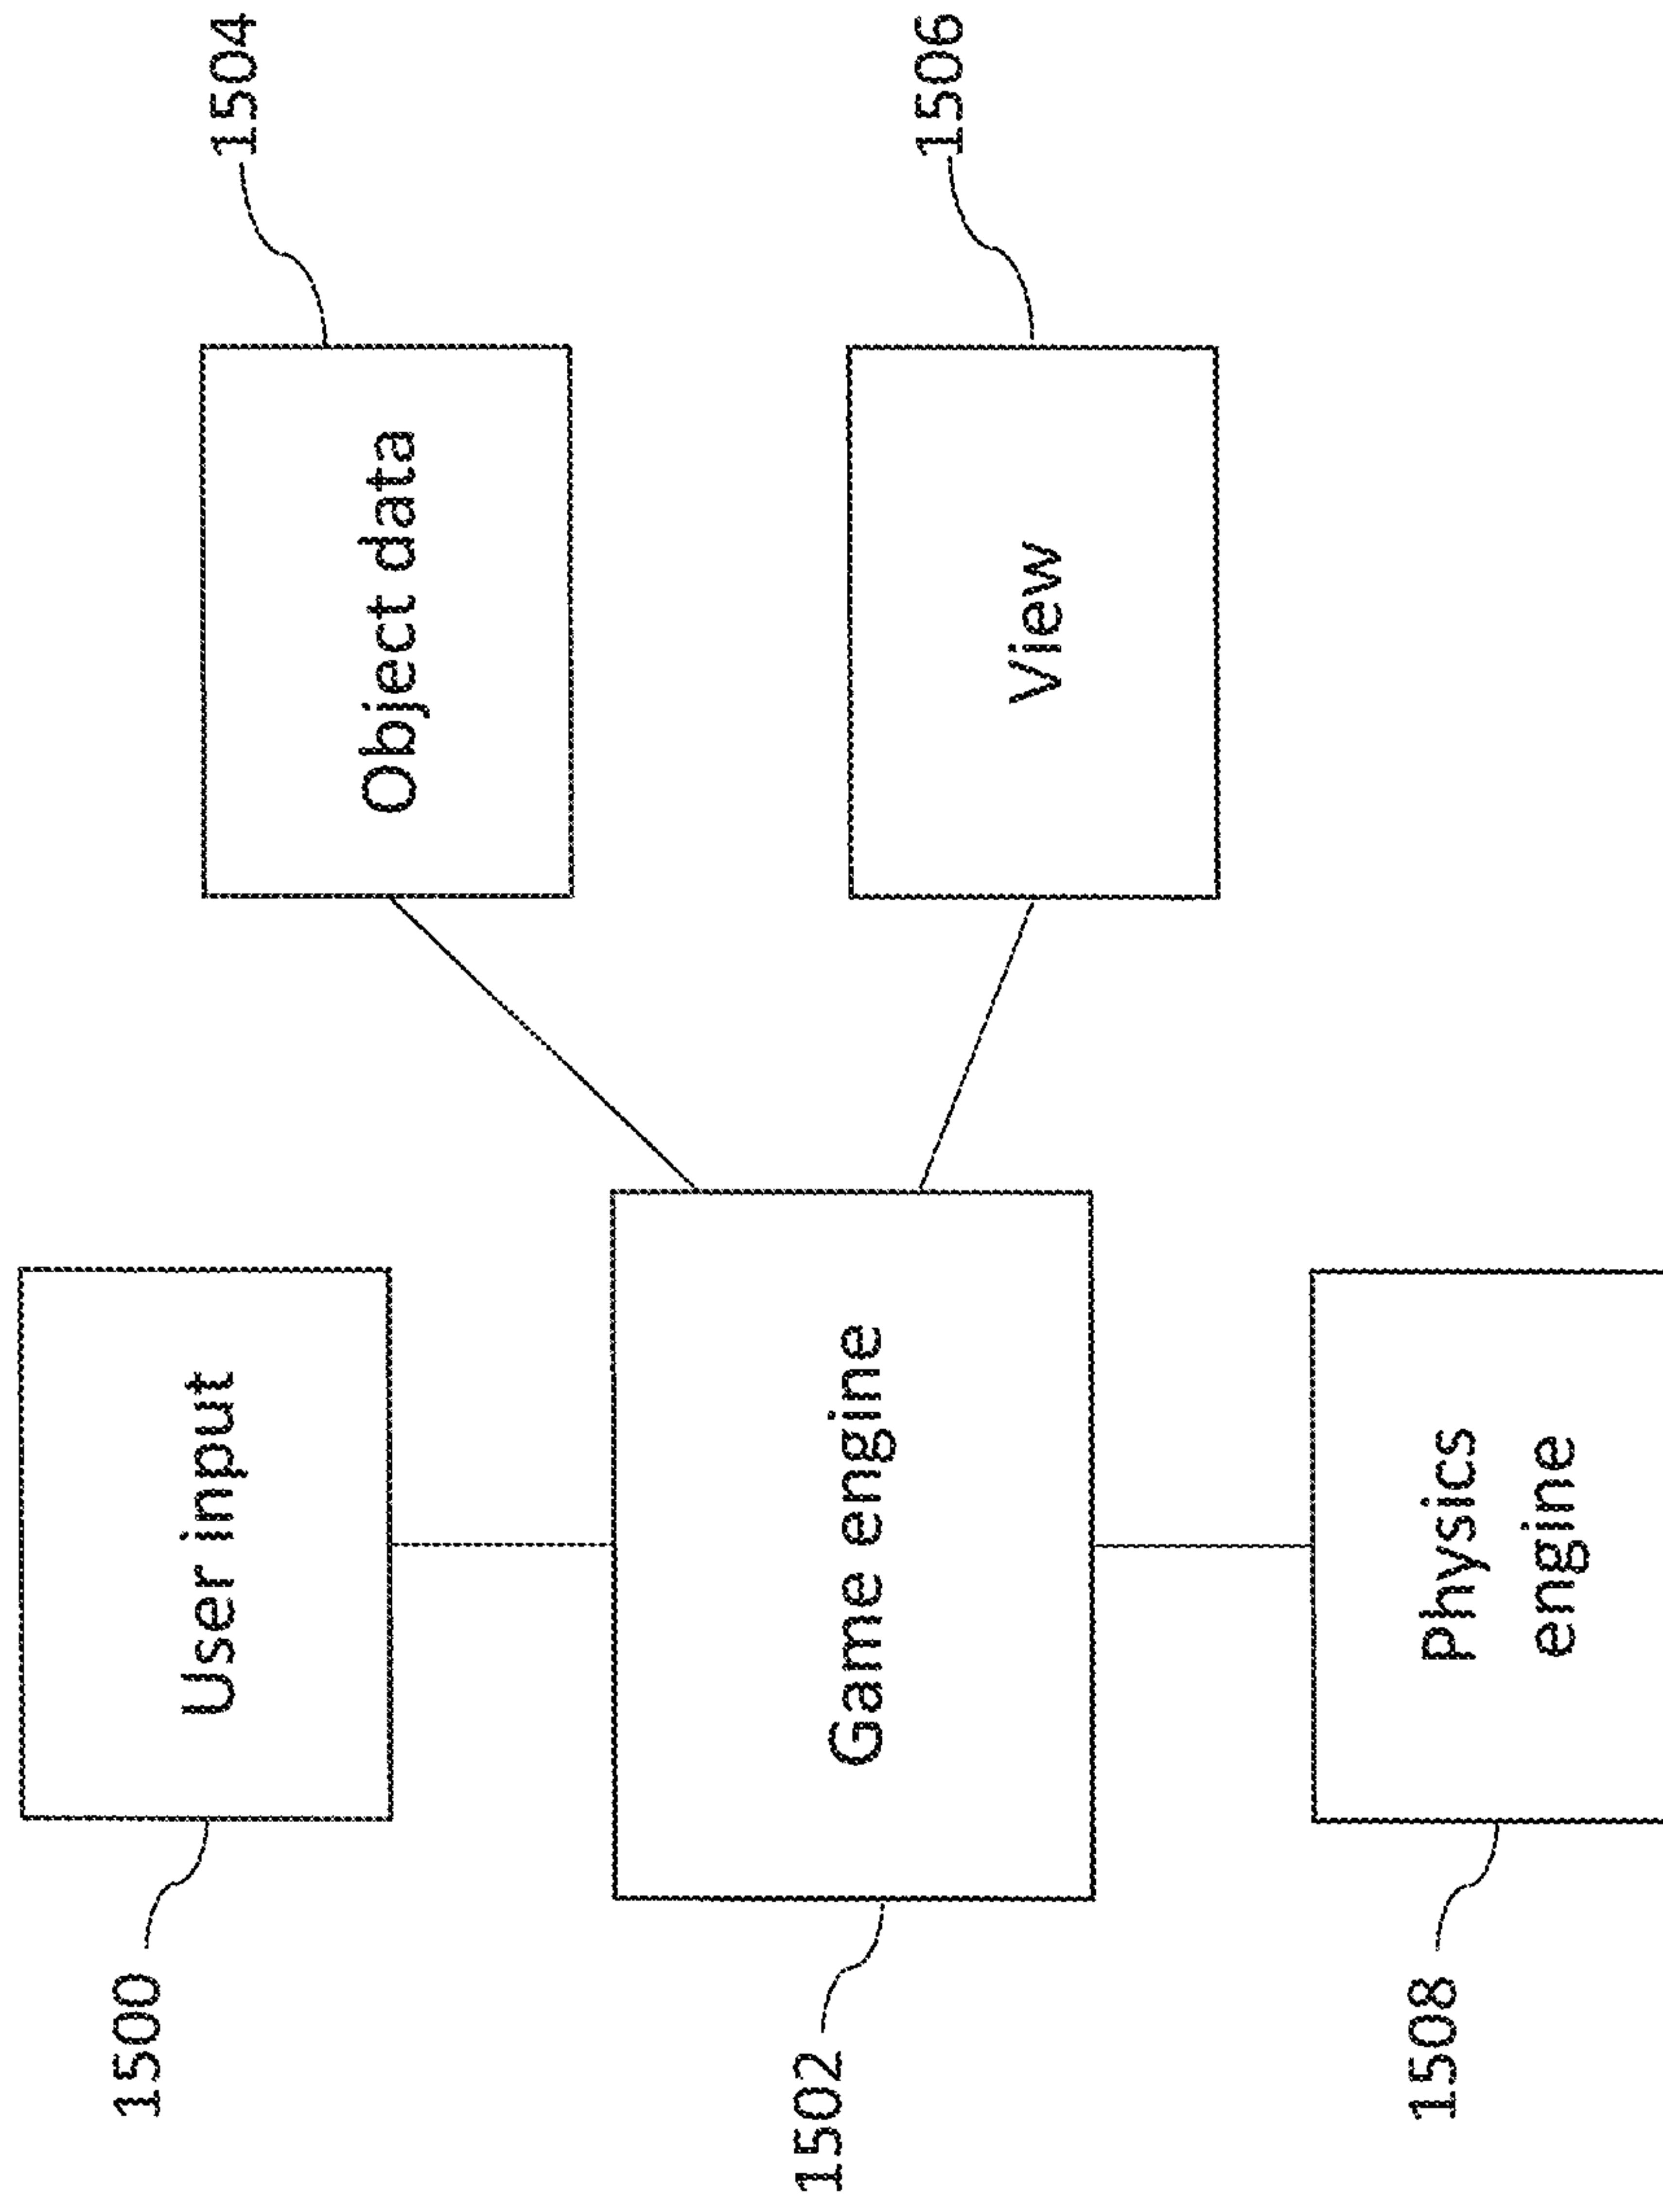 1500
User input
1504
Object data
1502
Game engine
1506
View
1508
Physics
engine